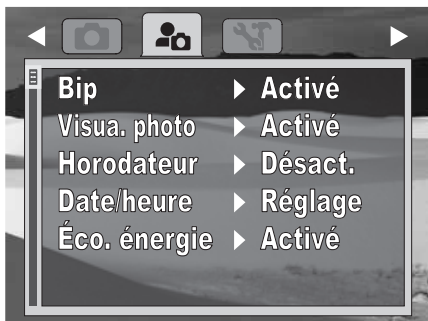 Bip Activé
Visua. photo Activé
Horodateur Désact.
Date/heure Réglage
Éco. énergie Activé